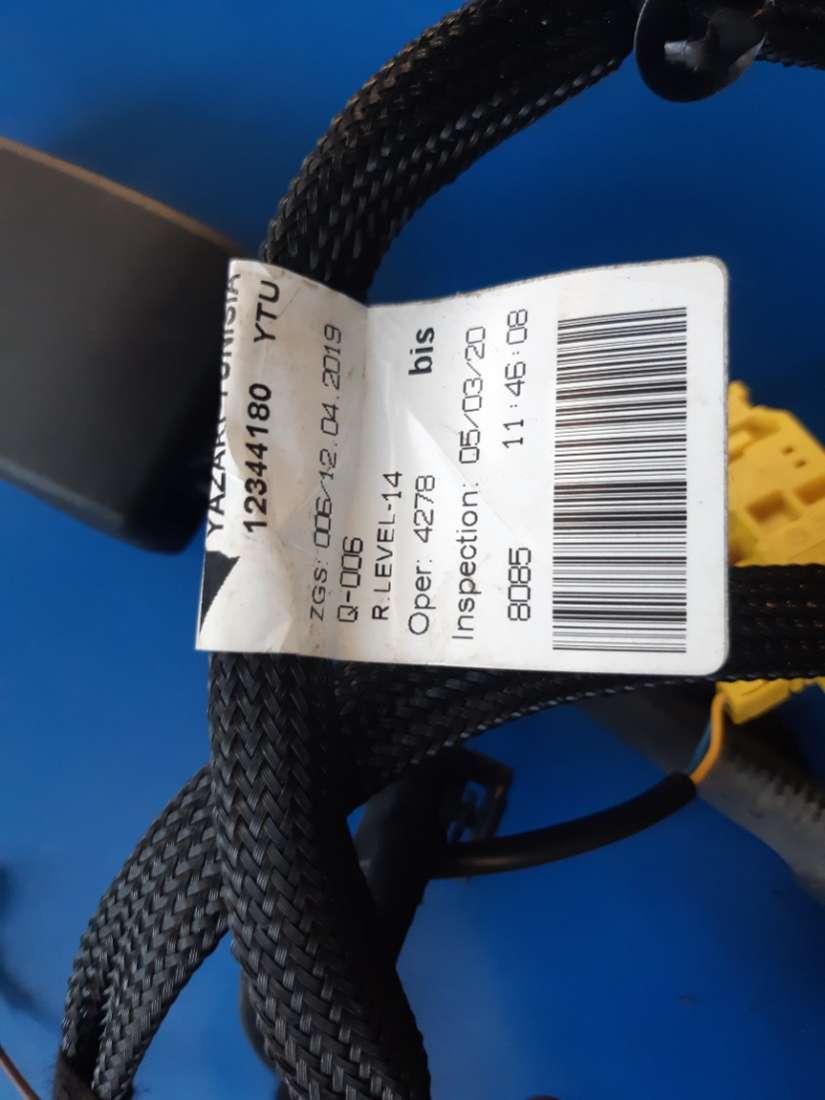 YAZAKI TUNISIA
12344180 YTU
ZGS: 006/12.04.2019
Q-006
R.LEVEL-14
Oper: 4278 bis
Inspection: 05/03/20
8085 11:46:08